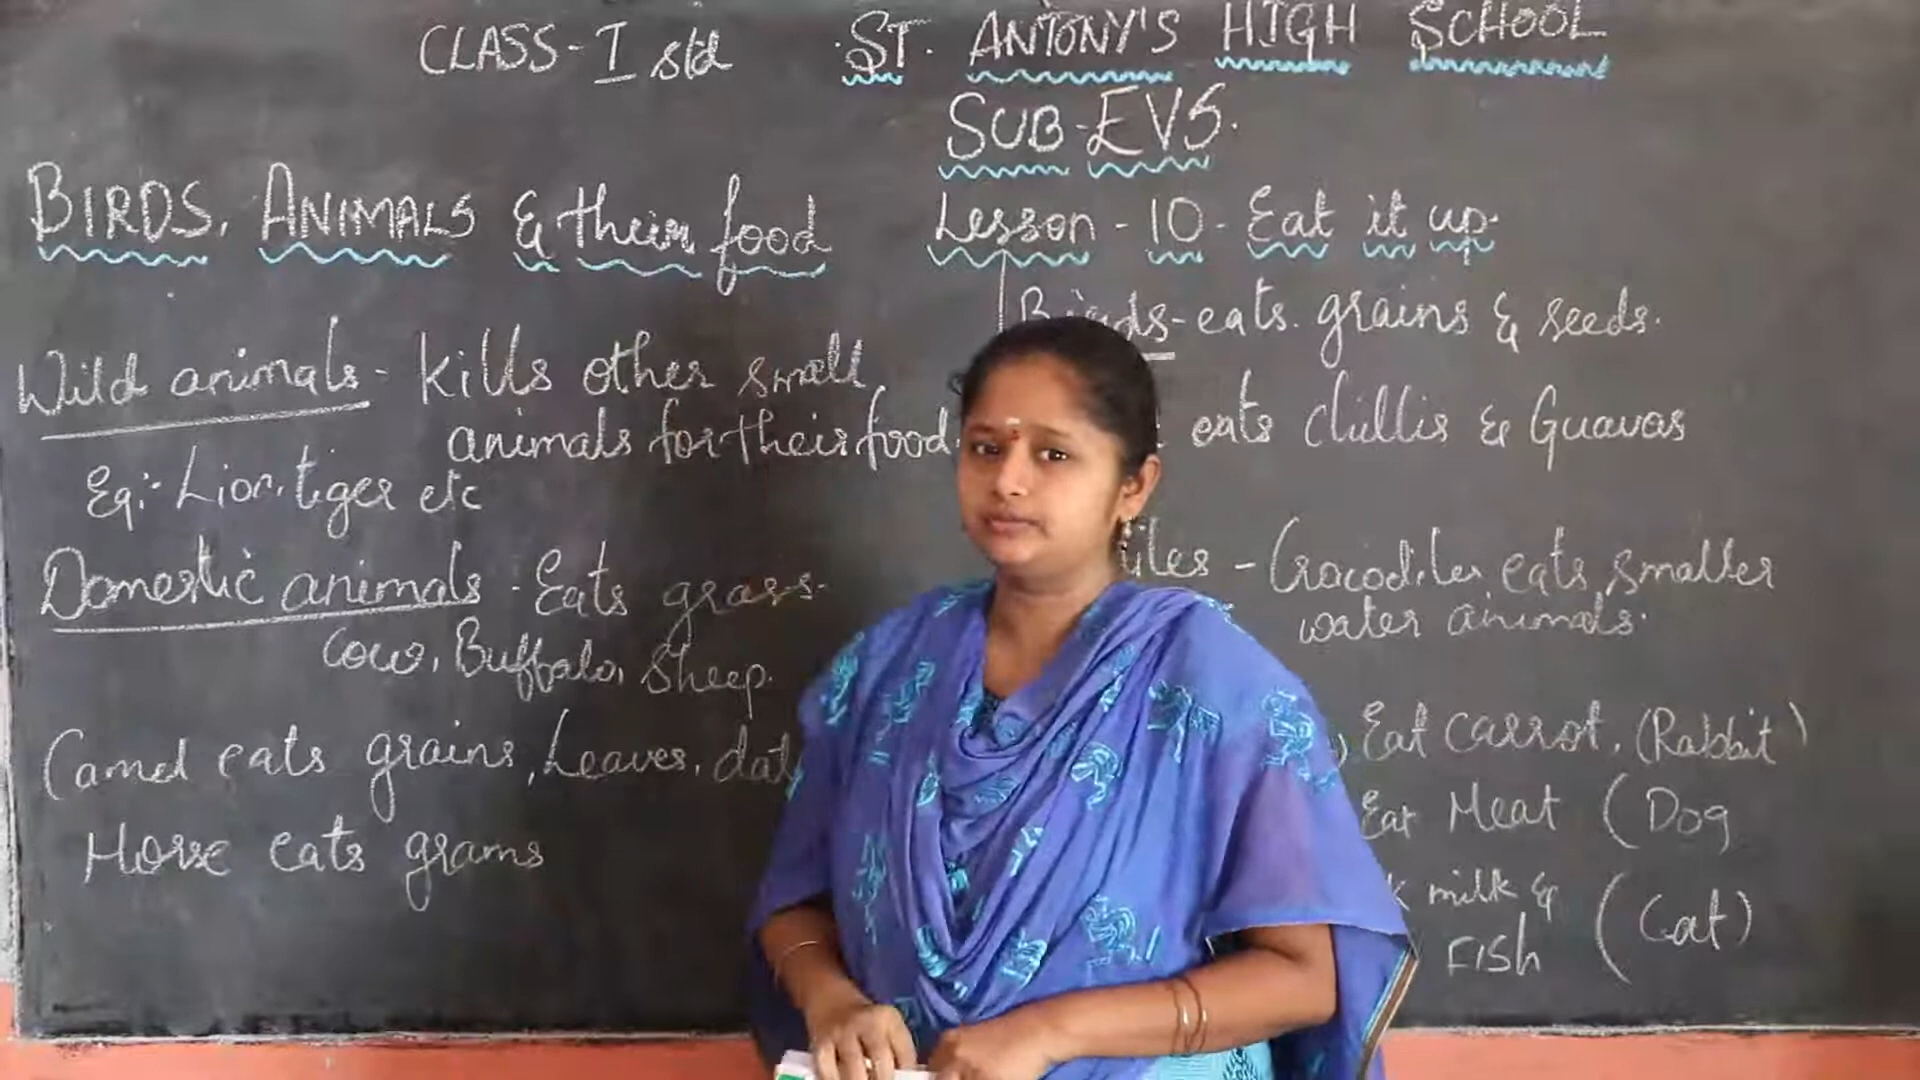 CLASS - I std
ST. ANTONY'S HIGH SCHOOL
SUB - EVS.
BIRDS, ANIMALS & their food
Wild animals - kills other small
animals for their food
Eg:- Lion, tiger etc
Domestic animals - Eats grass.
Cow, Buffalo, Sheep.
Camel eats grains, Leaves, dat
Horse eats grams
Lesson - 10 - Eat it up.
Birds - eats grains & seeds.
eats chillis & Guavas
iles - Crocodiles eats smaller
water animals.
) Eat carrot, (Rabbit)
Eat Meat (Dog
k milk &
FISH (Cat)